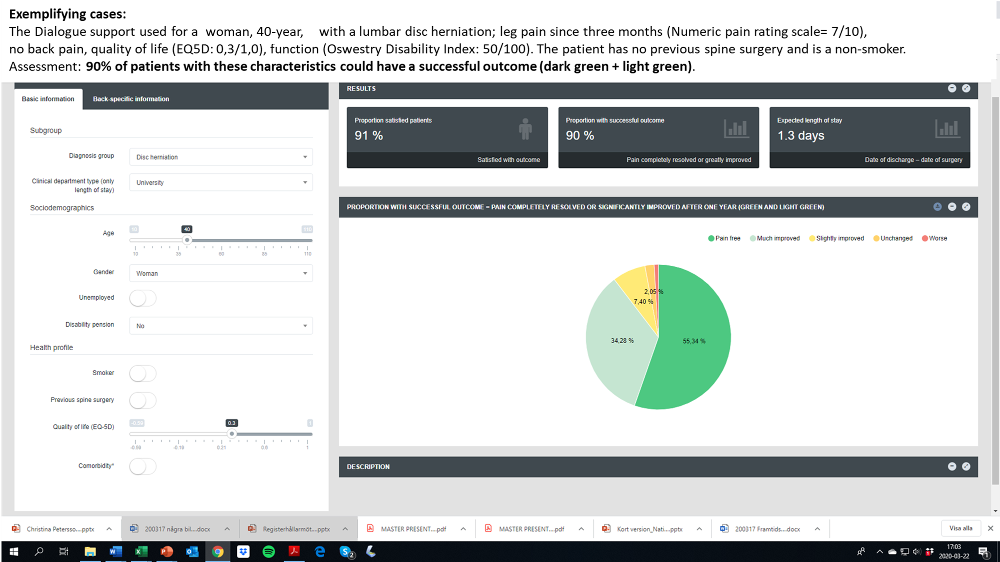 Exemplifying cases:
The Dialogue support used for a woman, 40-year, with a lumbar disc herniation; leg pain since three months (Numeric pain rating scale= 7/10),
no back pain, quality of life (EQ5D: 0,3/1,0), function (Oswestry Disability Index: 50/100). The patient has no previous spine surgery and is a non-smoker.
Assessment: 90% of patients with these characteristics could have a successful outcome (dark green + light green).
Basic information Back-specific information
Subgroup
Diagnosis group Disc herniation
Clinical department type (only
length of stay) University
Sociodemographics
Age
10 40 110
10 35 60 85 110
Gender Woman
Unemployed
Disability pension No
Health profile
Smoker
Previous spine surgery
Quality of life (EQ-5D)
-0.59 0.3 1
-0.59 -0.19 0.21 0.6 1
Comorbidity*
RESULTS
Proportion satisfied patients
91 %
Satisfied with outcome
Proportion with successful outcome
90 %
Pain completely resolved or greatly improved
Expected length of stay
1.3 days
Date of discharge – date of surgery
PROPORTION WITH SUCCESSFUL OUTCOME = PAIN COMPLETELY RESOLVED OR SIGNIFICANTLY IMPROVED AFTER ONE YEAR (GREEN AND LIGHT GREEN)
Pain free Much improved Slightly improved Unchanged Worse
2,05 %
7,40 %
34,28 %
55,34 %
DESCRIPTION
Christina Petersso....pptx
200317 några bil....docx
Registerhållarmöt....pptx
MASTER PRESENT....pdf
MASTER PRESENT....pdf
Kort version_Nati....pptx
200317 Framtids....docx
Visa alla
17:03
2020-03-22